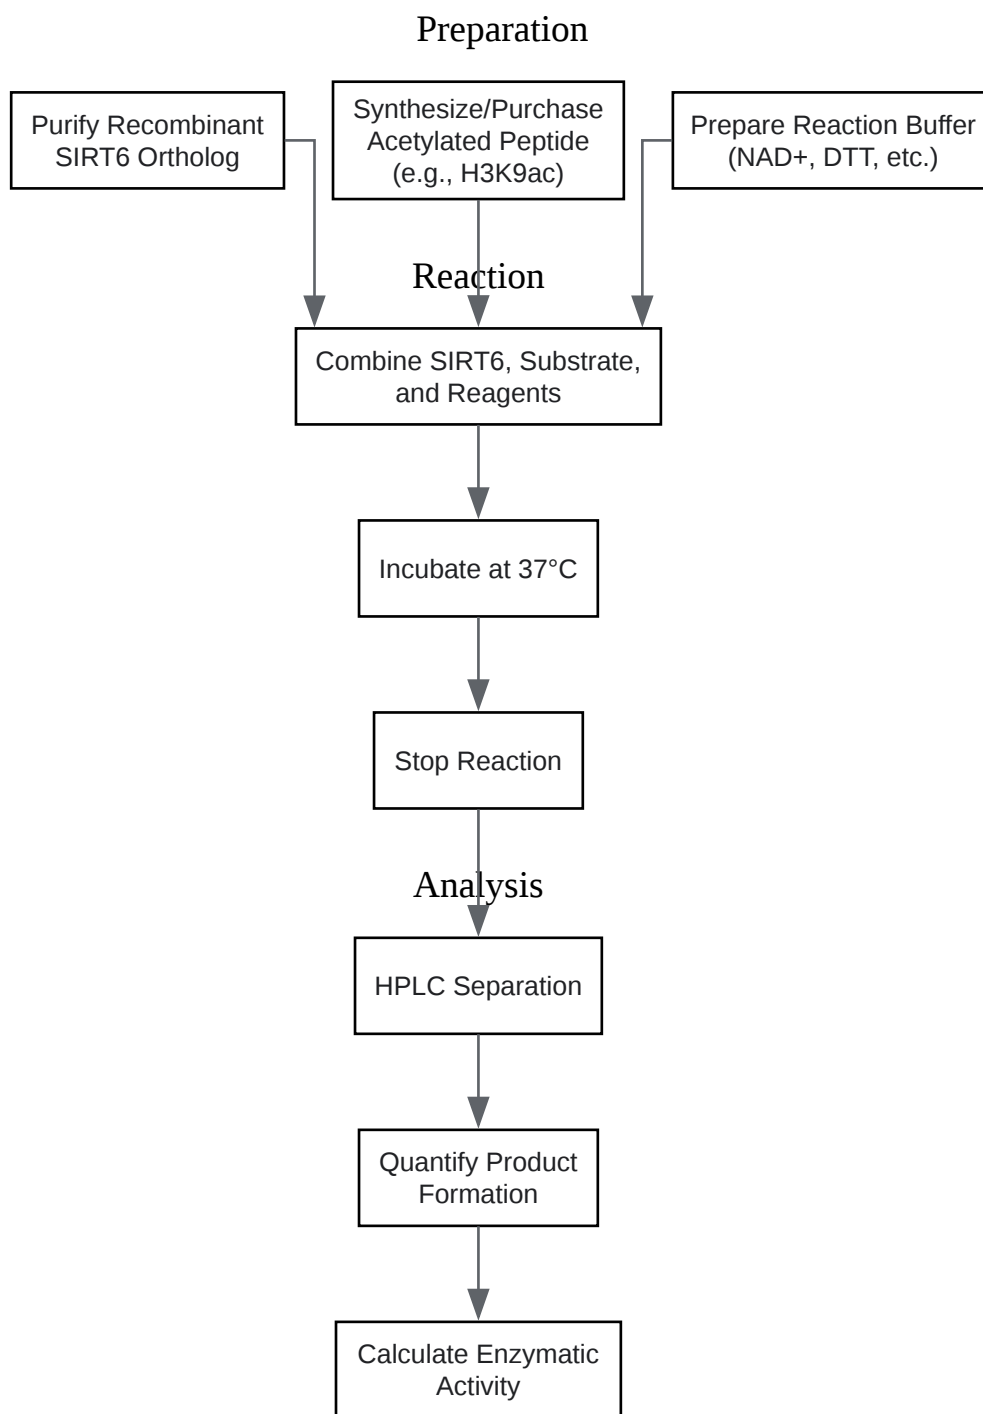 Preparation
Purify Recombinant
SIRT6 Ortholog
Synthesize/Purchase
Acetylated Peptide
(e.g., H3K9ac)
Prepare Reaction Buffer
(NAD+, DTT, etc.)
Reaction
Combine SIRT6, Substrate,
and Reagents
Incubate at 37°C
Stop Reaction
Analysis
HPLC Separation
Quantify Product
Formation
Calculate Enzymatic
Activity